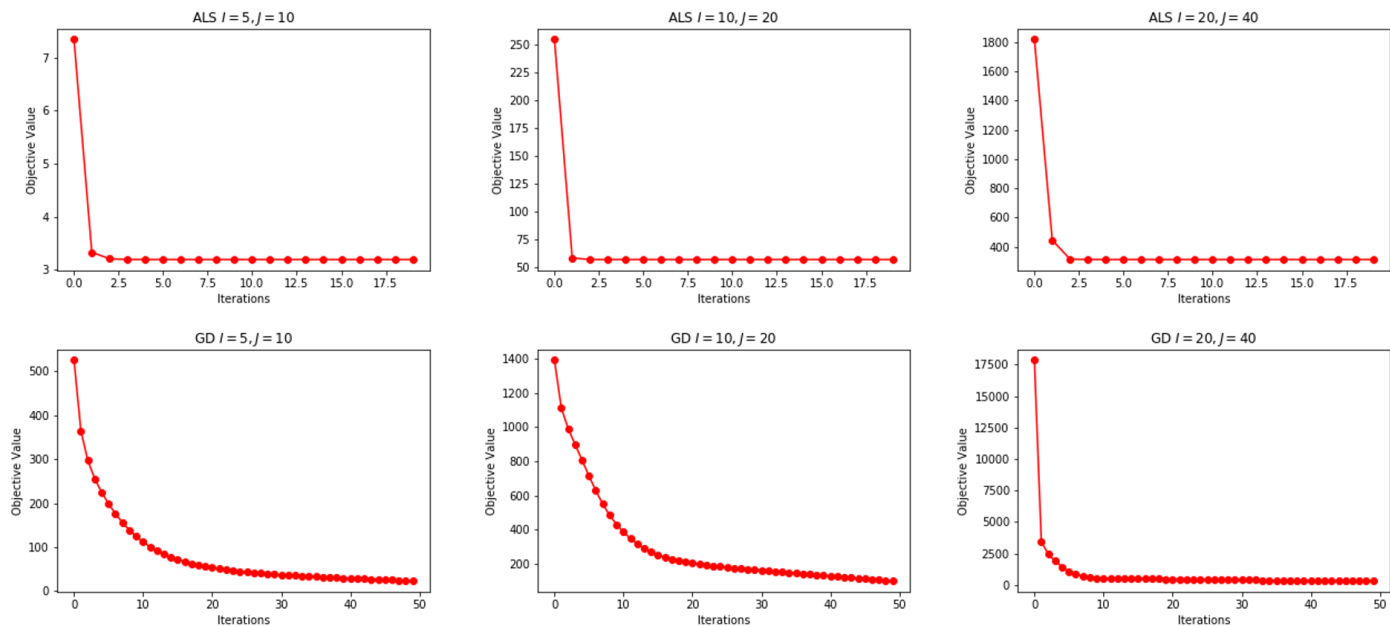 ALS I = 5, J = 10
ALS I = 10, J = 20
ALS I = 20, J = 40
7
6
5
4
3
Objective Value
0.0 2.5 5.0 7.5 10.0 12.5 15.0 17.5
Iterations
250
225
200
175
150
125
100
75
50
Objective Value
0.0 2.5 5.0 7.5 10.0 12.5 15.0 17.5
Iterations
1800
1600
1400
1200
1000
800
600
400
Objective Value
0.0 2.5 5.0 7.5 10.0 12.5 15.0 17.5
Iterations
GD I = 5, J = 10
GD I = 10, J = 20
GD I = 20, J = 40
500
400
300
200
100
0
Objective Value
0 10 20 30 40 50
Iterations
1400
1200
1000
800
600
400
200
Objective Value
0 10 20 30 40 50
Iterations
17500
15000
12500
10000
7500
5000
2500
0
Objective Value
0 10 20 30 40 50
Iterations